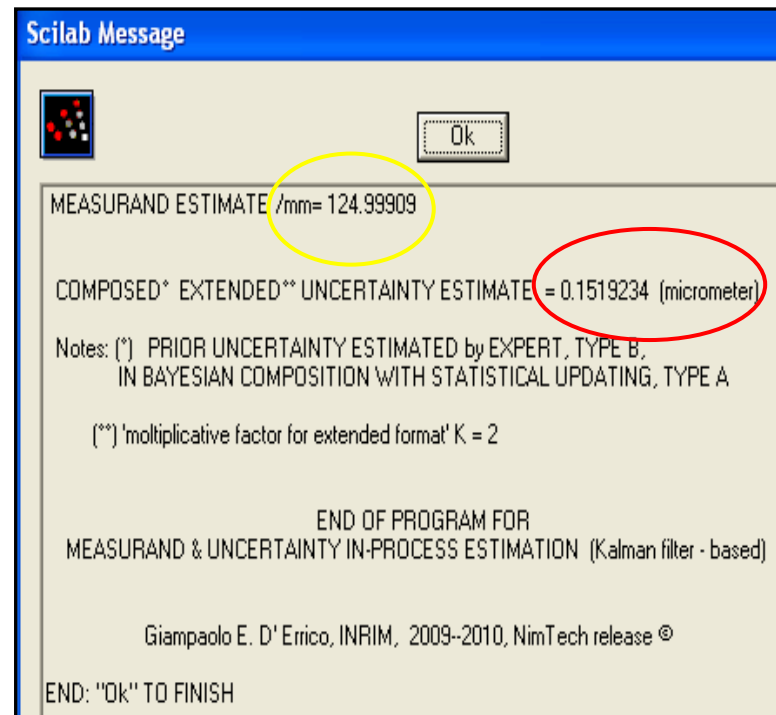 Scilab Message
Ok
MEASURAND ESTIMATE /mm= 124.99909
COMPOSED* EXTENDED** UNCERTAINTY ESTIMATE = 0.1519234 (micrometer)
Notes: (*) PRIOR UNCERTAINTY ESTIMATED by EXPERT, TYPE B,
IN BAYESIAN COMPOSITION WITH STATISTICAL UPDATING, TYPE A
(**) 'moltiplicative factor for extended format' K = 2
END OF PROGRAM FOR
MEASURAND & UNCERTAINTY IN-PROCESS ESTIMATION (Kalman filter - based)
Giampaolo E. D' Errico, INRIM, 2009--2010, NimTech release ©
END: "Ok" TO FINISH